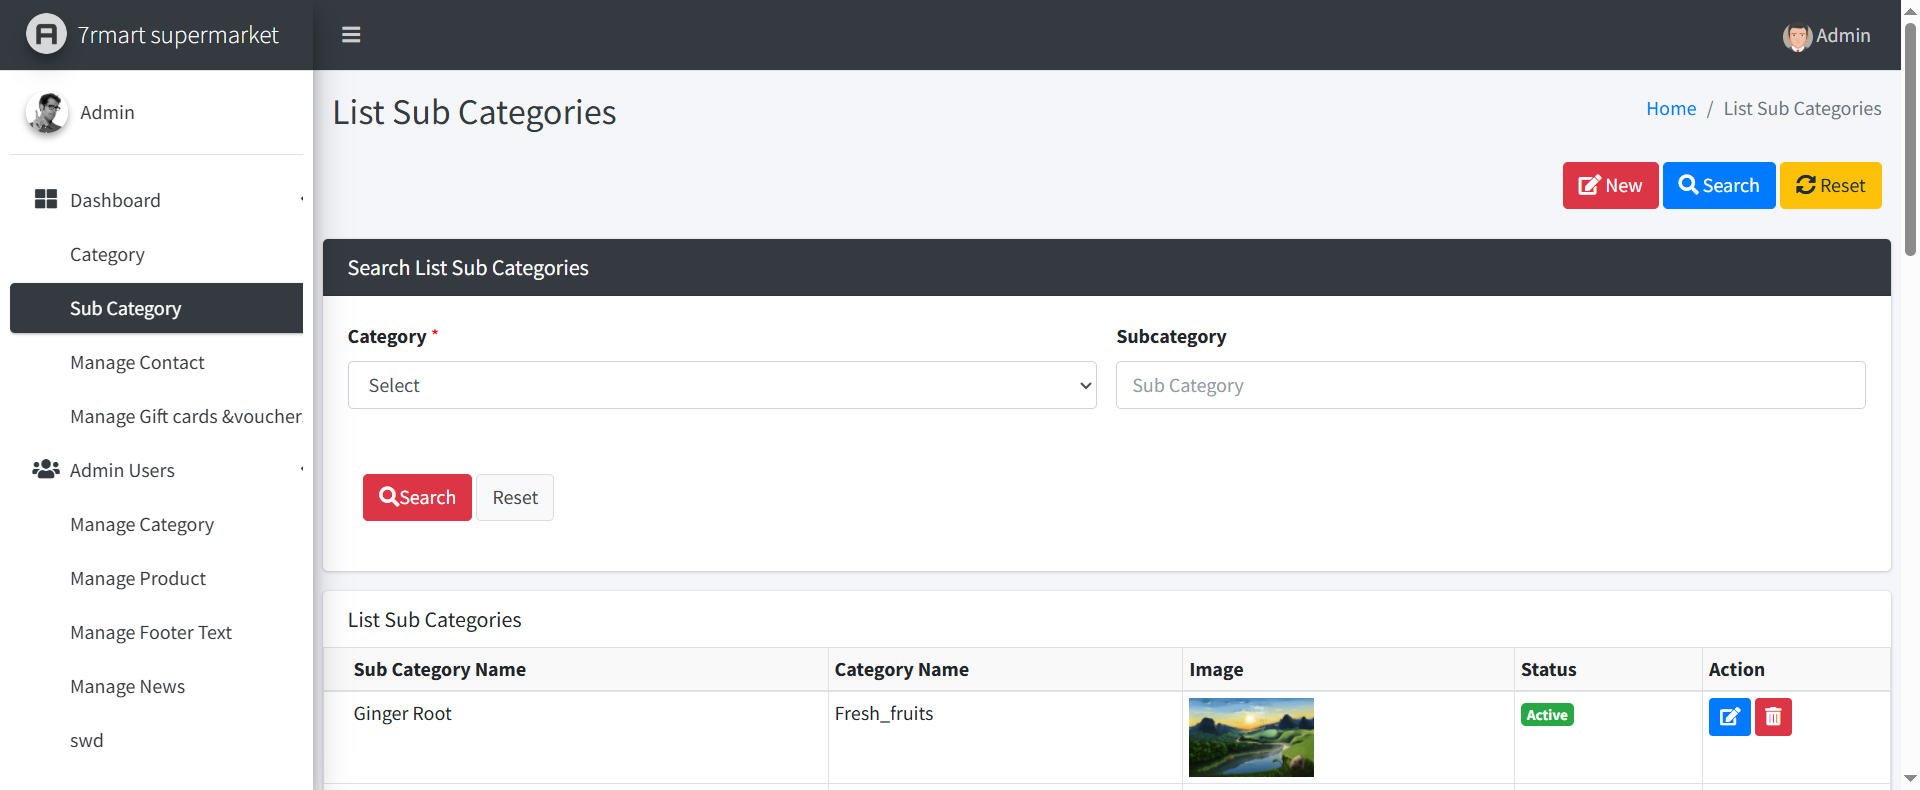 7rmart supermarket
Admin
Admin
Dashboard
Category
Sub Category
Manage Contact
Manage Gift cards &voucher
Admin Users
Manage Category
Manage Product
Manage Footer Text
Manage News
swd
List Sub Categories
Home / List Sub Categories
New Search Reset
Search List Sub Categories
Category * Subcategory
Select Sub Category
Search Reset
List Sub Categories
Sub Category Name Category Name Image Status Action
Ginger Root Fresh_fruits Active